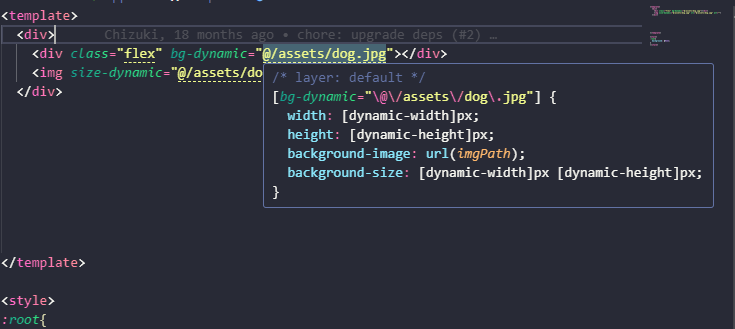 <template>
<div> Chizuki, 18 months ago • chore: upgrade deps (#2) …
<div class="flex" bg-dynamic="@/assets/dog.jpg"></div>
<img size-dynamic="@/assets/do
/* layer: default */
</div>
[bg-dynamic="\@\/assets\/dog\.jpg"] {
width: [dynamic-width]px;
height: [dynamic-height]px;
background-image: url(imgPath);
background-size: [dynamic-width]px [dynamic-height]px;
}
</template>
<style>
:root{